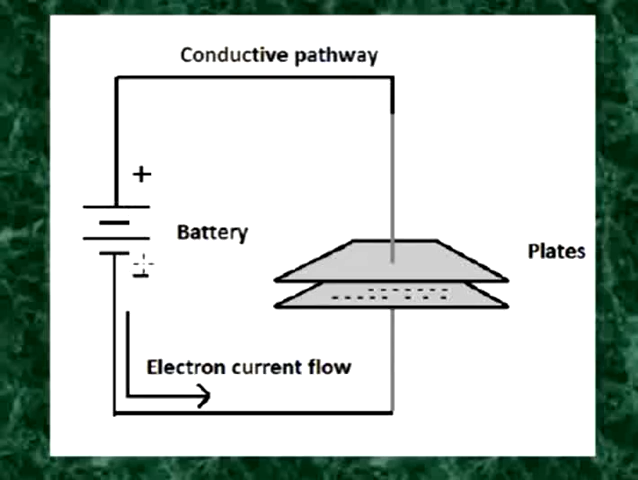 Conductive pathway
+
Battery
Plates
Electron current flow